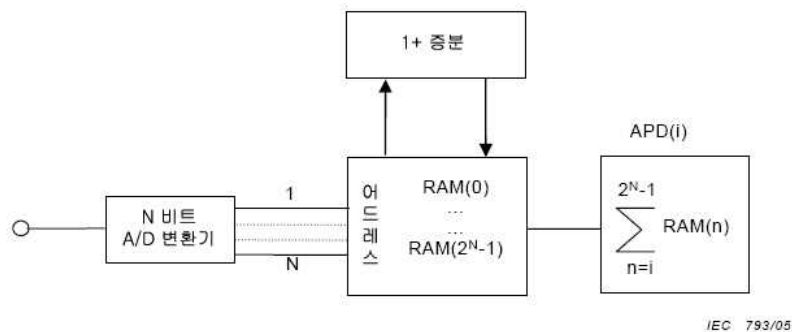 1+ 증분
APD(i)
1
N 비트
A/D 변환기
N
어드레스
RAM(0)
...
...
RAM(2ᴺ-1)
2ᴺ-1
∑ RAM(n)
n=i
IEC 793/05